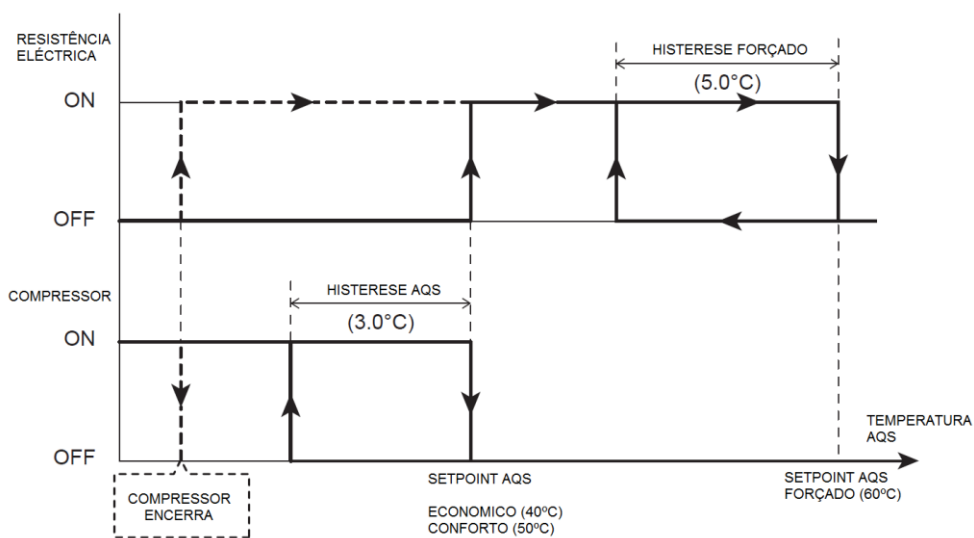 RESISTÊNCIA
ELÉCTRICA
HISTERESE FORÇADO
(5.0°C)
ON
OFF
COMPRESSOR
HISTERESE AQS
(3.0°C)
ON
OFF
TEMPERATURA
AQS
COMPRESSOR
ENCERRA
SETPOINT AQS
ECONOMICO (40ºC)
CONFORTO (50ºC)
SETPOINT AQS
FORÇADO (60ºC)